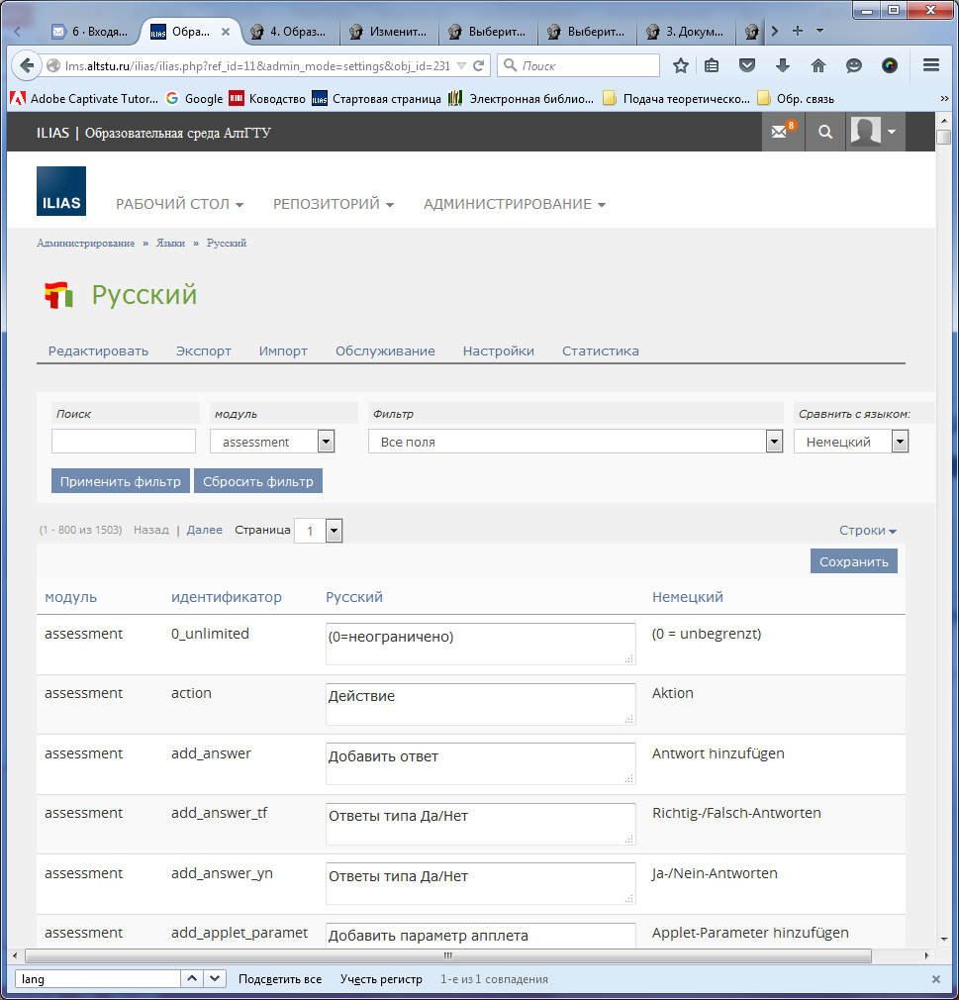 6 · Входя...
ILIAS Обра...
4. Образ...
Изменит...
Выберит...
Выберит...
3. Докум...
lms.altstu.ru/ilias/ilias.php?ref_id=11&admin_mode=settings&obj_id=231
Поиск
Adobe Captivate Tutor...
Google
Ководство
ILIAS Стартовая страница
Электронная библио...
Подача теоретическо...
Обр. связь
ILIAS | Образовательная среда АлтГТУ
8
ILIAS
РАБОЧИЙ СТОЛ
РЕПОЗИТОРИЙ
АДМИНИСТРИРОВАНИЕ
Администрирование » Языки » Русский
Русский
Редактировать Экспорт Импорт Обслуживание Настройки Статистика
Поиск модуль Фильтр Сравнить с языком:
assessment Все поля Немецкий
Применить фильтр Сбросить фильтр
(1 - 800 из 1503) Назад | Далее Страница 1 Строки
Сохранить
модуль идентификатор Русский Немецкий
assessment 0_unlimited (0=неограничено) (0 = unbegrenzt)
assessment action Действие Aktion
assessment add_answer Добавить ответ Antwort hinzufügen
assessment add_answer_tf Ответы типа Да/Нет Richtig-/Falsch-Antworten
assessment add_answer_yn Ответы типа Да/Нет Ja-/Nein-Antworten
assessment add_applet_paramet Добавить параметр апплета Applet-Parameter hinzufügen
lang Подсветить все Учесть регистр 1-е из 1 совпадения